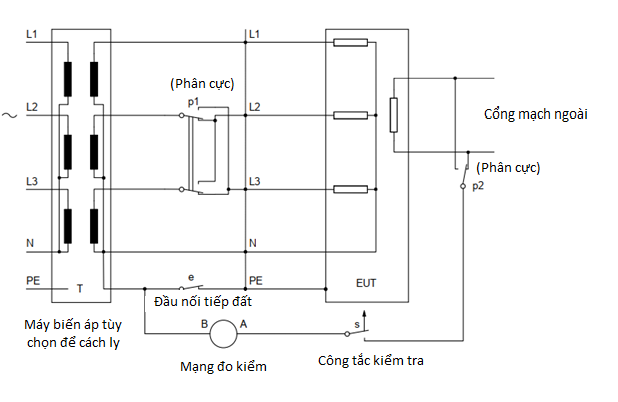 L1
L1
(Phân cực)
p1
L2
L2
Cổng mạch ngoài
(Phân cực)
L3
L3
p2
N
N
PE
T
e
PE
EUT
Đầu nối tiếp đất
Máy biến áp tùy
chọn để cách ly
B
A
s
Mạng đo kiểm
Công tắc kiểm tra